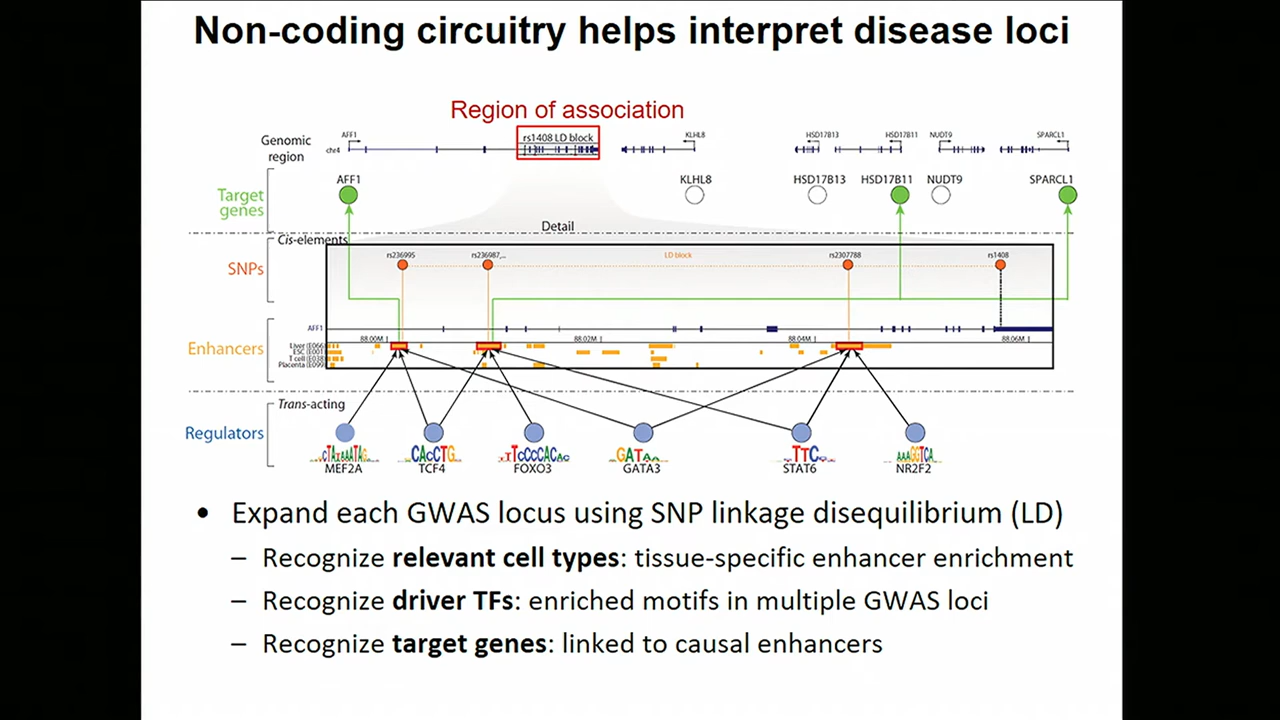 Non-coding circuitry helps interpret disease loci
Region of association
Genomic region
chr4
AFF1
rs1408 LD block
KLHL8
HSD17B13
HSD17B11
NUDT9
SPARCL1
Target genes
AFF1
KLHL8
HSD17B13
HSD17B11
NUDT9
SPARCL1
Detail
Cis-elements
SNPs
rs236995
rs236987,...
LD block
rs2307788
rs1408
AFF1
Enhancers
88.00M
88.02M
88.04M
88.06M
Liver (E066)
ESC (E001)
T cell (E038)
Placenta (E099)
Trans-acting
Regulators
MEF2A
TCF4
FOXO3
GATA3
STAT6
NR2F2
• Expand each GWAS locus using SNP linkage disequilibrium (LD)
– Recognize relevant cell types: tissue-specific enhancer enrichment
– Recognize driver TFs: enriched motifs in multiple GWAS loci
– Recognize target genes: linked to causal enhancers